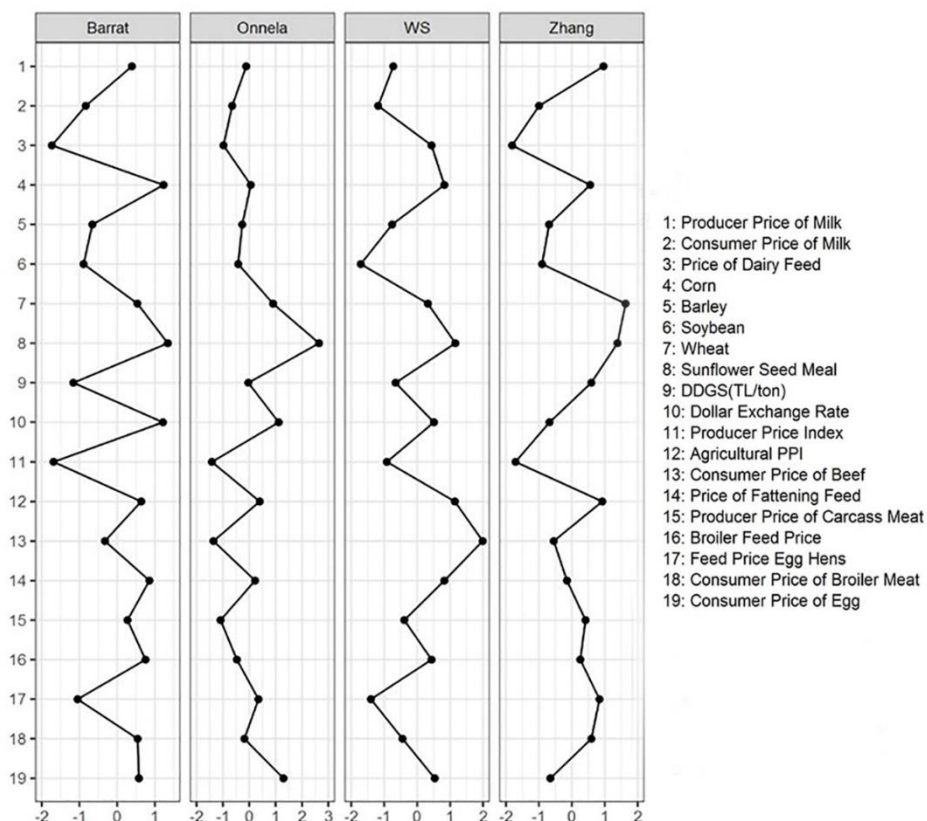 Barrat Onnela WS Zhang
1
2
3
4
5
6
7
8
9
10
11
12
13
14
15
16
17
18
19
1: Producer Price of Milk
2: Consumer Price of Milk
3: Price of Dairy Feed
4: Corn
5: Barley
6: Soybean
7: Wheat
8: Sunflower Seed Meal
9: DDGS(TL/ton)
10: Dollar Exchange Rate
11: Producer Price Index
12: Agricultural PPI
13: Consumer Price of Beef
14: Price of Fattening Feed
15: Producer Price of Carcass Meat
16: Broiler Feed Price
17: Feed Price Egg Hens
18: Consumer Price of Broiler Meat
19: Consumer Price of Egg
-2 -1 0 1 -2 -1 0 1 2 3 -2 -1 0 1 2 -2 -1 0 1 2